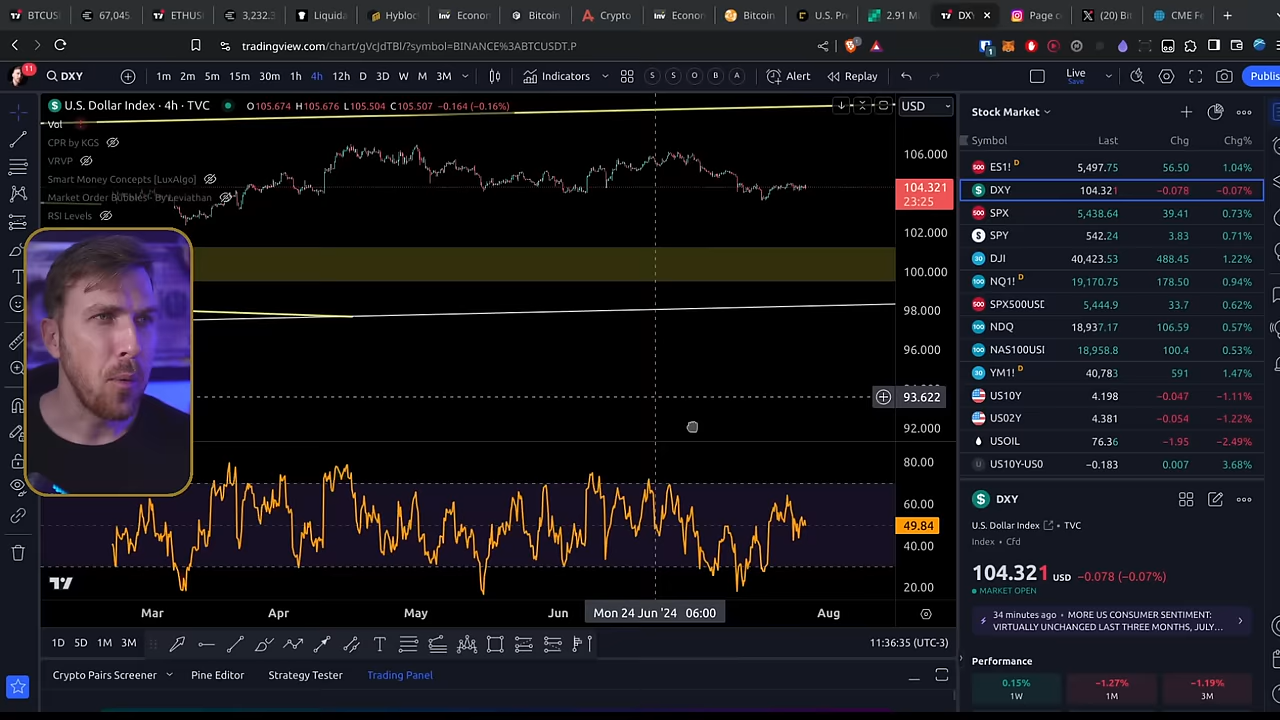 BTCUS
67,045
ETHUS
3,232.3
Liquida
Hybloc
Inv Econom
Bitcoin
Crypto
Inv Econom
Bitcoin
U.S. Pre
2.91 M
DXY
Page c
(20) Bi
CME Fe
tradingview.com/chart/gVcJdTBI/?symbol=BINANCE%3ABTCUSDT.P
11
DXY
1m 2m 5m 15m 30m 1h 4h 12h D 3D W M 3M
Indicators
S S O B A
Alert
Replay
Live
Save
Publis
U.S. Dollar Index · 4h · TVC
O105.674 H105.676 L105.504 C105.507 −0.164 (−0.16%)
USD
Vol
CPR by KGS
VRVP
Smart Money Concepts [LuxAlgo]
Market Order Bubbles - By Leviathan
RSI Levels
106.000
104.321
23:25
102.000
100.000
98.000
96.000
93.622
92.000
80.00
60.00
49.84
40.00
20.00
Mar
Apr
May
Jun
Mon 24 Jun '24 06:00
Aug
1D 5D 1M 3M
11:36:35 (UTC-3)
Crypto Pairs Screener
Pine Editor
Strategy Tester
Trading Panel
Stock Market
Symbol Last Chg Chg%
ES1! D 5,497.75 56.50 1.04%
DXY 104.321 −0.078 −0.07%
SPX 5,438.64 39.41 0.73%
SPY 542.24 3.83 0.71%
DJI 40,423.53 488.45 1.22%
NQ1! D 19,170.75 178.50 0.94%
SPX500USD 5,444.9 33.7 0.62%
NDQ 18,937.17 106.59 0.57%
NAS100USI 18,958.8 100.4 0.53%
YM1! D 40,783 591 1.47%
US10Y 4.198 −0.047 −1.11%
US02Y 4.381 −0.054 −1.22%
USOIL 76.36 −1.95 −2.49%
US10Y-US0 −0.183 0.007 3.68%
DXY
U.S. Dollar Index · TVC
Index · Cfd
104.321 USD −0.078 (−0.07%)
MARKET OPEN
34 minutes ago · MORE US CONSUMER SENTIMENT:
VIRTUALLY UNCHANGED LAST THREE MONTHS, JULY...
Performance
0.15%
1W
−1.27%
1M
−1.19%
3M